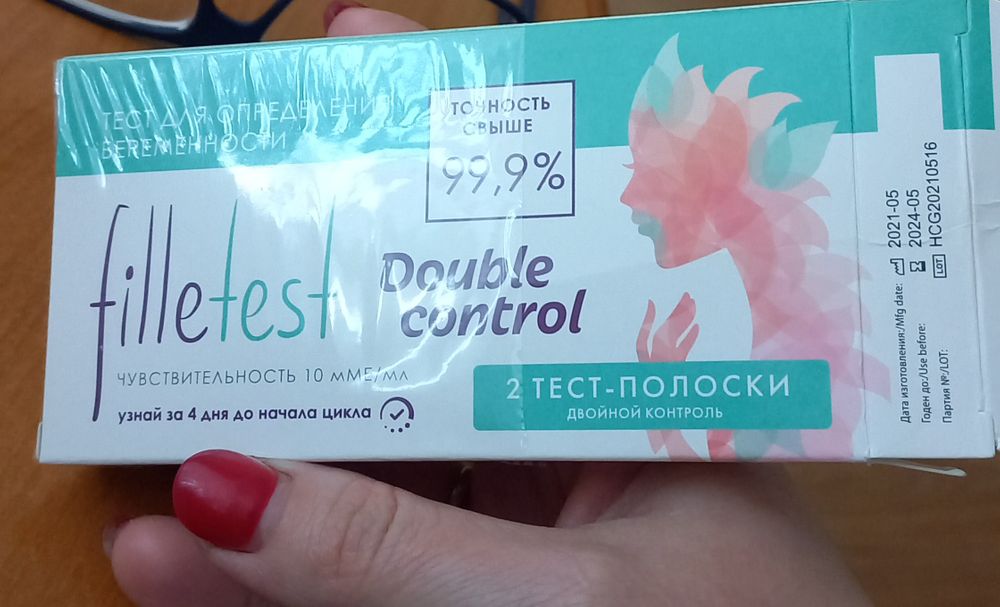 ТЕСТ ДЛЯ ОПРЕДЕЛЕНИЯ
БЕРЕМЕННОСТИ
ТОЧНОСТЬ
СВЫШЕ
99,9%
filletest
Double
control
ЧУВСТВИТЕЛЬНОСТЬ 10 мМЕ/мл
узнай за 4 дня до начала цикла
2 ТЕСТ-ПОЛОСКИ
ДВОЙНОЙ КОНТРОЛЬ
Дата изготовления:/Mfg date: 2021-05
Годен до:/Use before: 2024-05
Партия №:/LOT: LOT HCG20210516